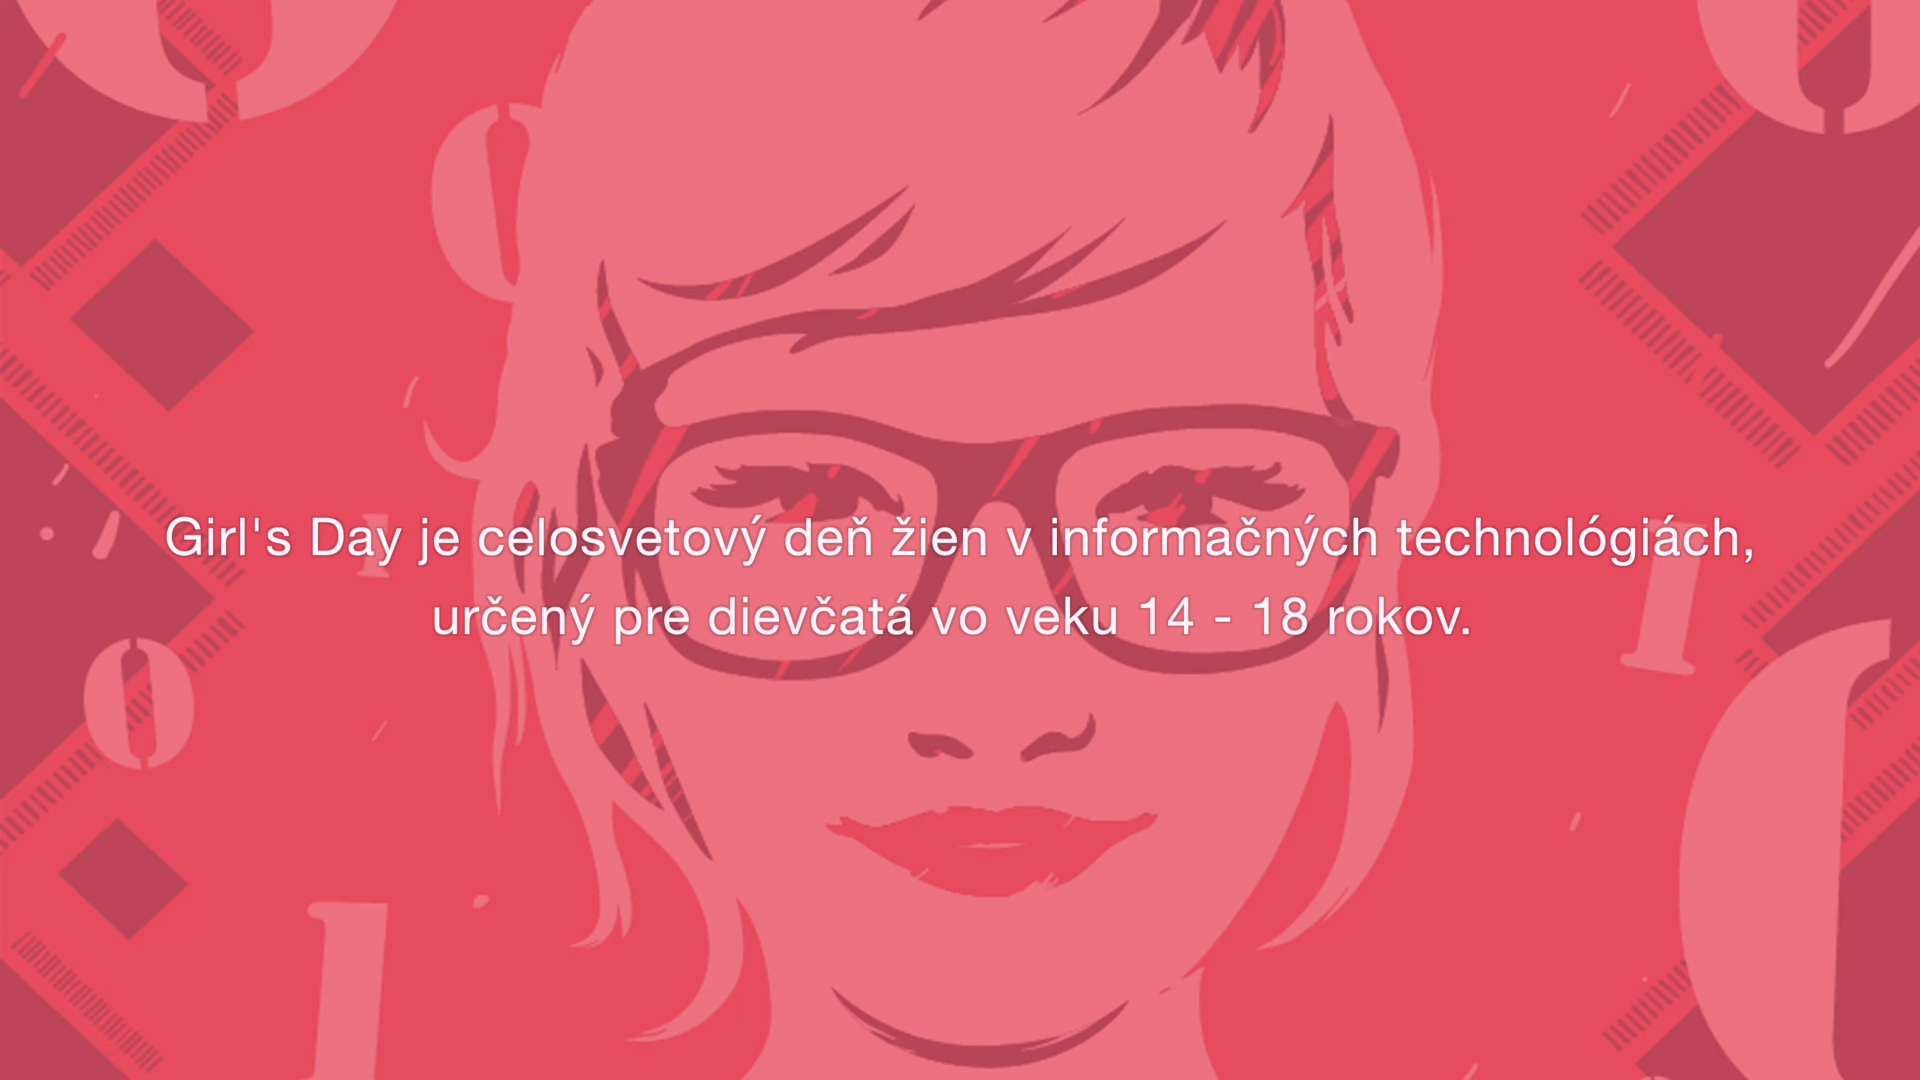 Girl's Day je celosvetový deň žien v informačných technológiách,
určený pre dievčatá vo veku 14 - 18 rokov.